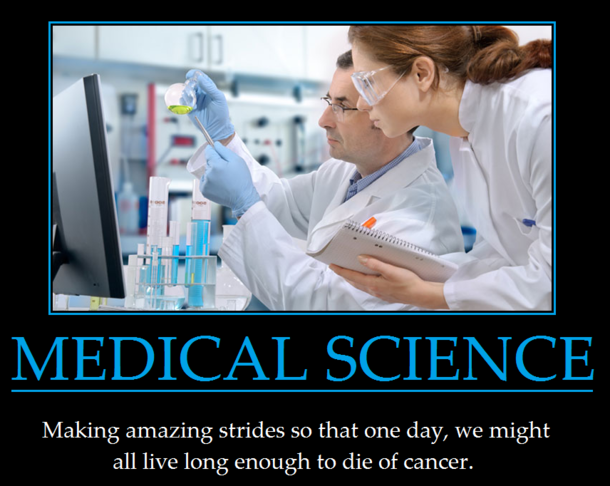 MEDICAL SCIENCE
Making amazing strides so that one day, we might
all live long enough to die of cancer.